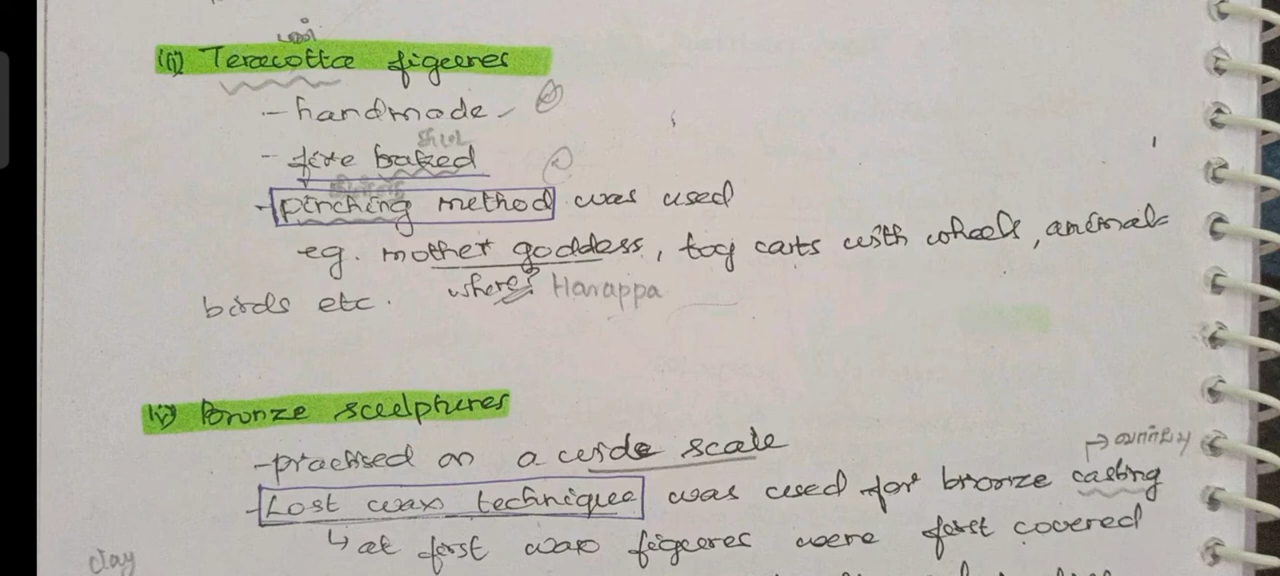 Teracotta figures
- handmade -
சுடல்
- fire baked
- pinching method was used
eg. mother goddess, toy carts with wheels, animals
birds etc. where? Harappa
iv) Bronze sculptures
- practised on a wide scale
→ வார்ப்பு
- Lost wax technique was used for bronze casting
↳ at first wax figures were first covered
clay